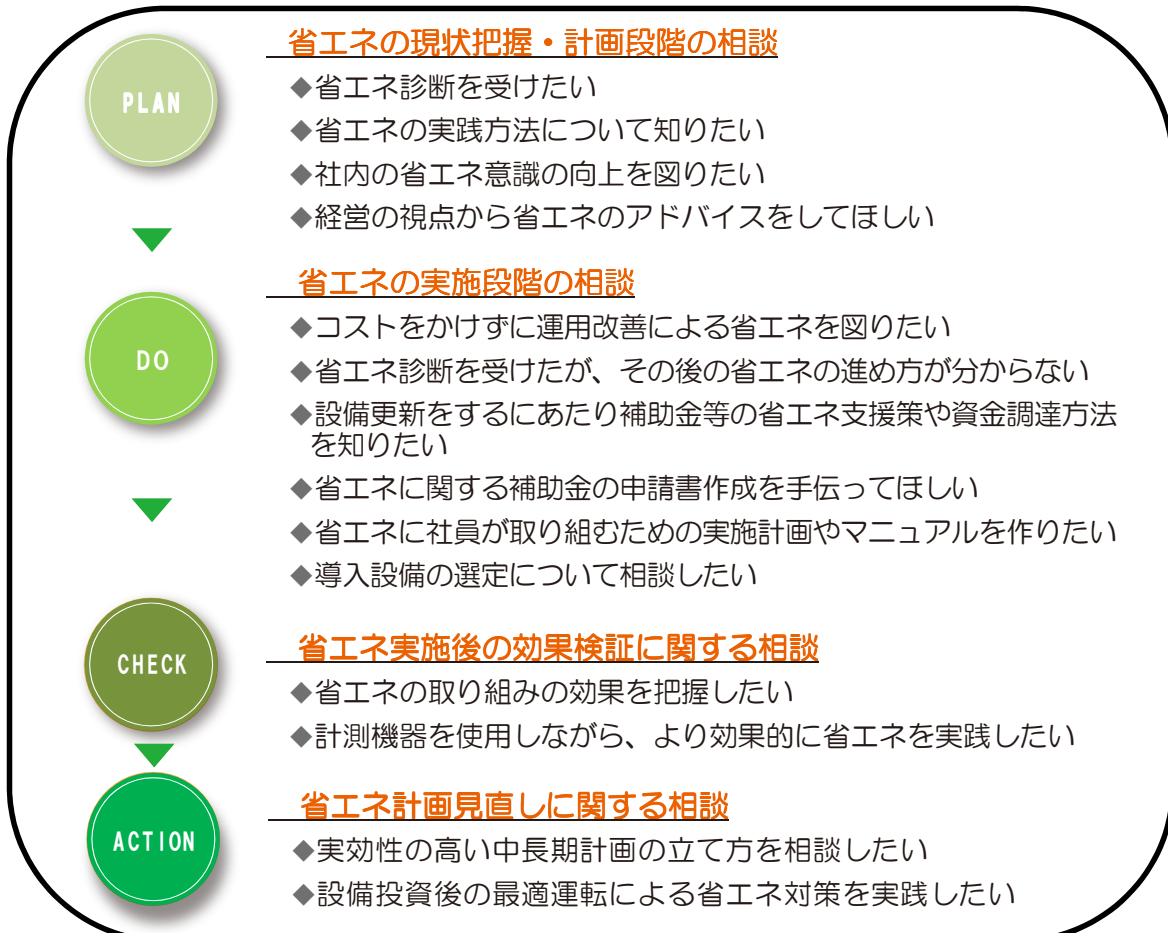 PLAN
省エネの現状把握・計画段階の相談
◆省エネ診断を受けたい
◆省エネの実践方法について知りたい
◆社内の省エネ意識の向上を図りたい
◆経営の視点から省エネのアドバイスをしてほしい
DO
省エネの実施段階の相談
◆コストをかけずに運用改善による省エネを図りたい
◆省エネ診断を受けたが、その後の省エネの進め方が分からない
◆設備更新をするにあたり補助金等の省エネ支援策や資金調達方法
を知りたい
◆省エネに関する補助金の申請書作成を手伝ってほしい
◆省エネに社員が取り組むための実施計画やマニュアルを作りたい
◆導入設備の選定について相談したい
CHECK
省エネ実施後の効果検証に関する相談
◆省エネの取り組みの効果を把握したい
◆計測機器を使用しながら、より効果的に省エネを実践したい
ACTION
省エネ計画見直しに関する相談
◆実効性の高い中長期計画の立て方を相談したい
◆設備投資後の最適運転による省エネ対策を実践したい